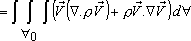 = ∫∫∫_{∀0} ∫ (V⃗(∇.ρV⃗) + ρV⃗.∇V⃗)d∀